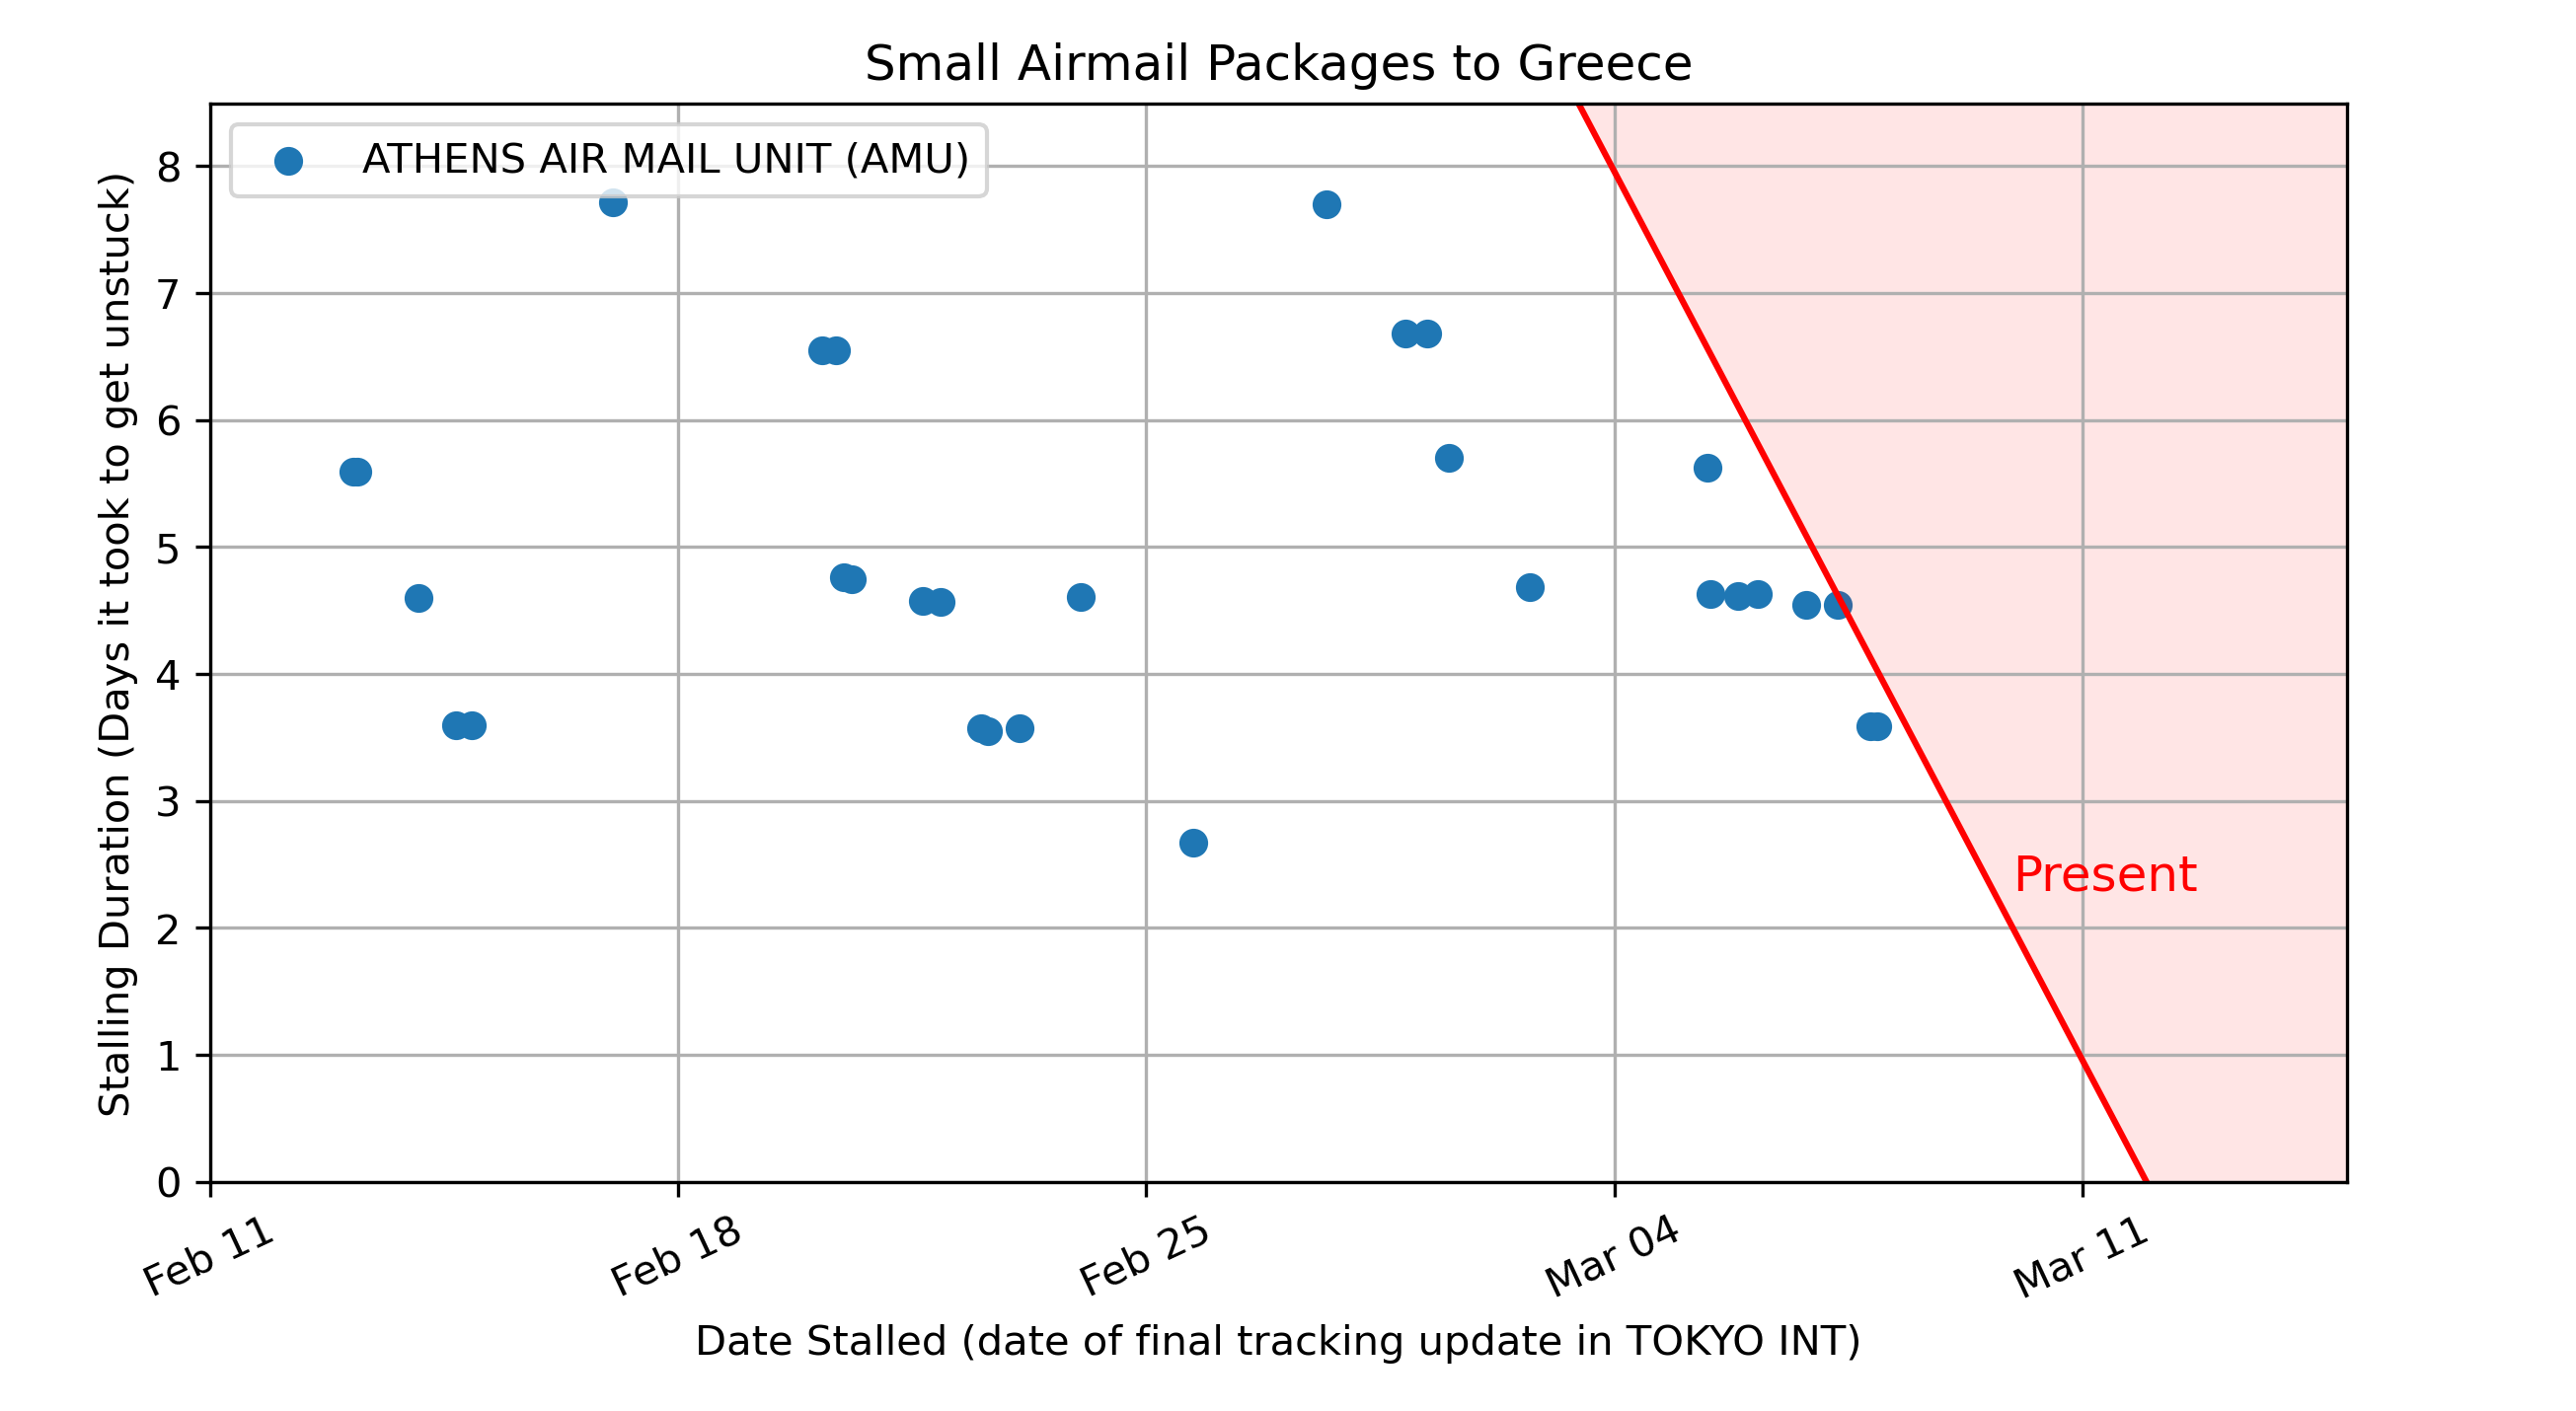 Small Airmail Packages to Greece
ATHENS AIR MAIL UNIT (AMU)
Stalling Duration (Days it took to get unstuck)
8
7
6
5
4
3
2
1
0
Present
Feb 11
Feb 18
Feb 25
Mar 04
Mar 11
Date Stalled (date of final tracking update in TOKYO INT)